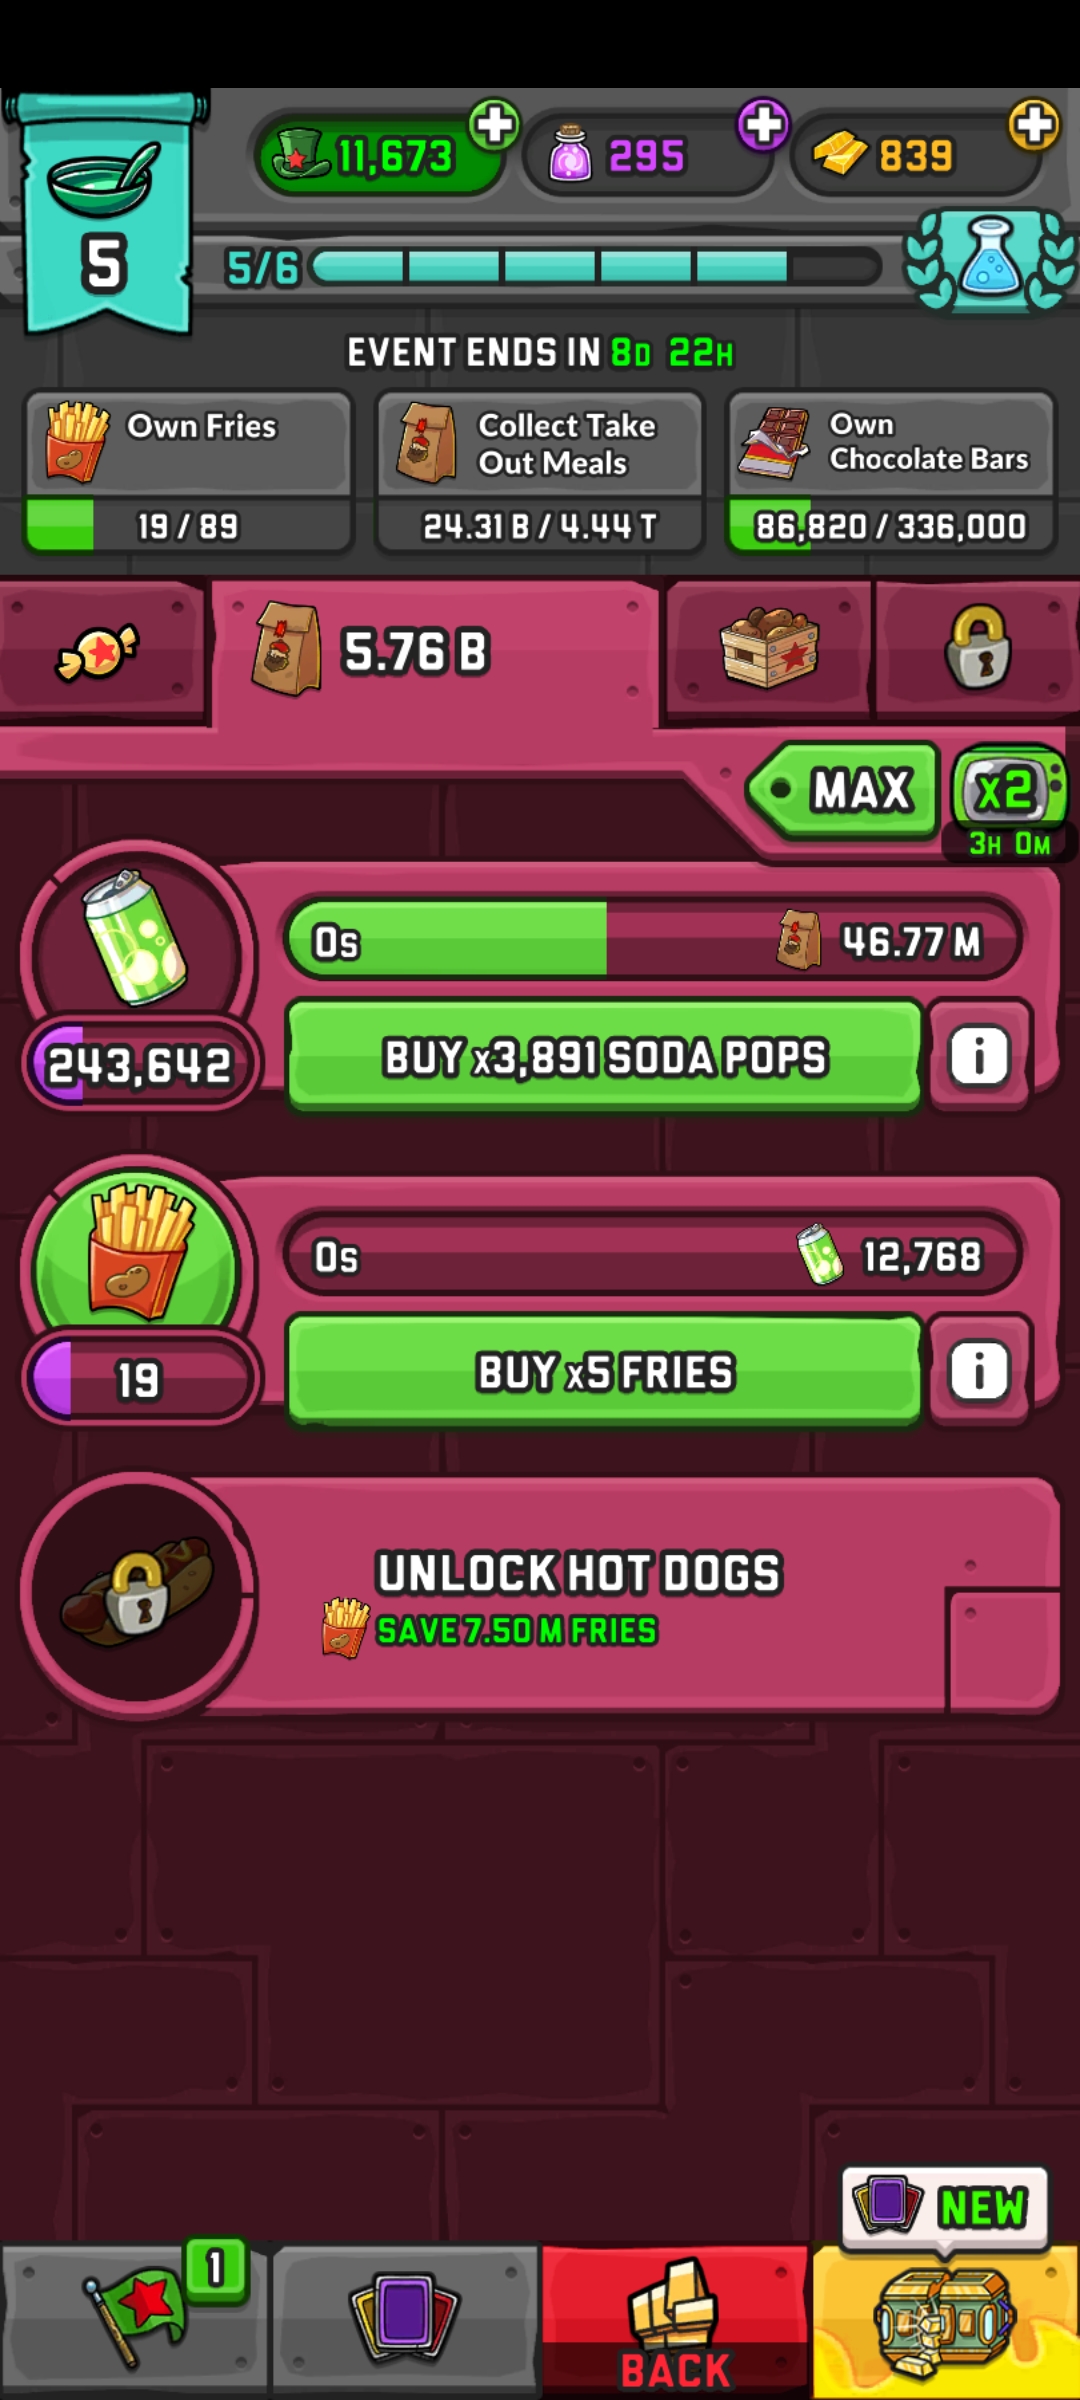 11,673
295
839
5
5/6
EVENT ENDS IN 8D 22H
Own Fries
19 / 89
Collect Take
Out Meals
24.31 B / 4.44 T
Own
Chocolate Bars
86,820 / 336,000
5.76 B
MAX
x2
3H 0M
0s
46.77 M
243,642
BUY x3,891 SODA POPS
i
0s
12,768
19
BUY x5 FRIES
i
UNLOCK HOT DOGS
SAVE 7.50 M FRIES
NEW
1
BACK